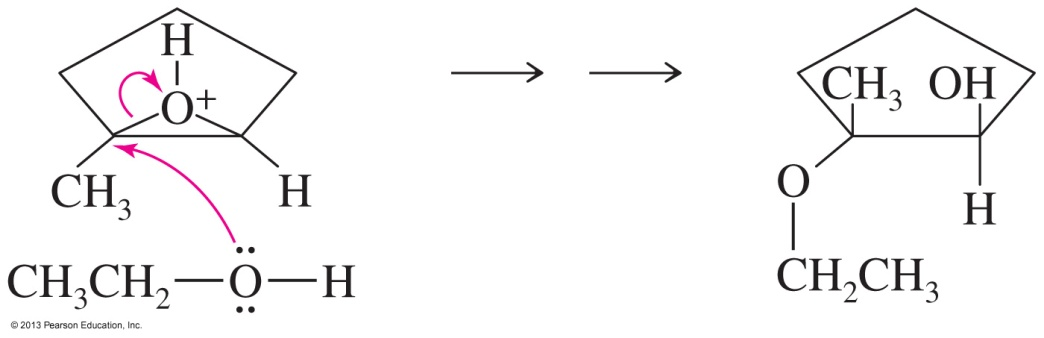 H
O+
CH3 H
CH3CH2—Ö—H
CH3 OH
O
H
CH2CH3
© 2013 Pearson Education, Inc.